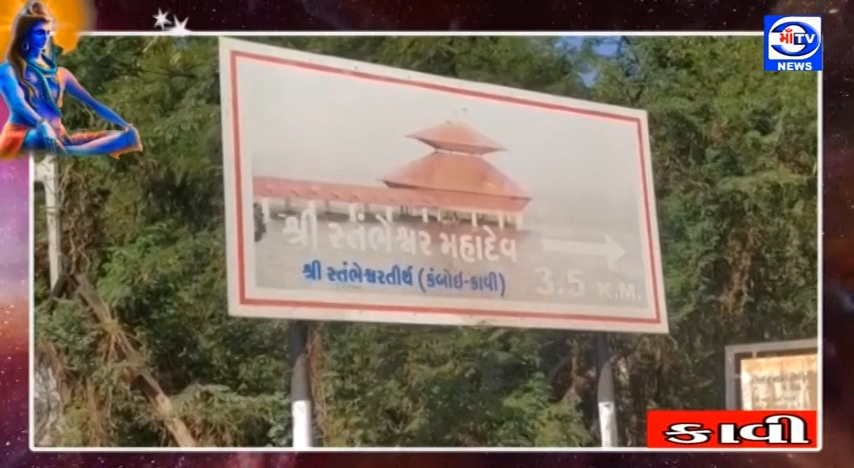 માઁ TV
NEWS
શ્રી સ્તંભેશ્વર મહાદેવ
શ્રી સ્તંભેશ્વરતીર્થ (કંબોઇ-કાવી)
3.5 K.M.
કાવી